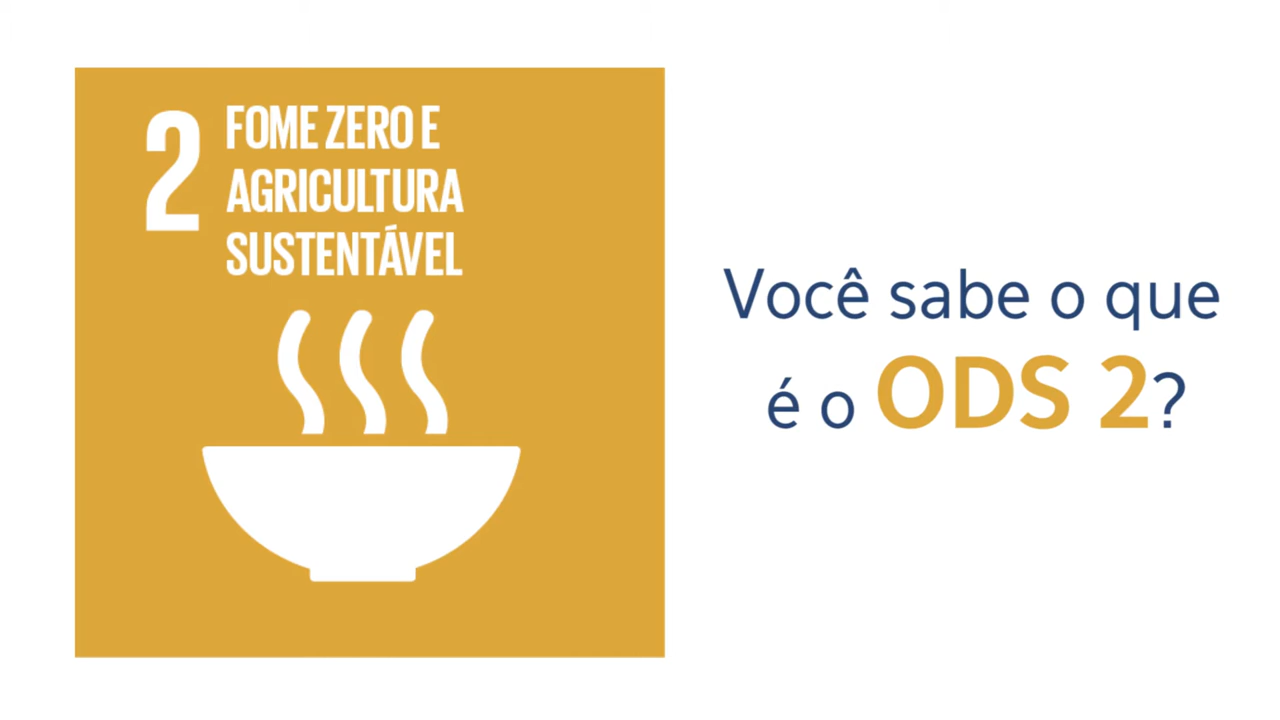 2
FOME ZERO E
AGRICULTURA
SUSTENTÁVEL
Você sabe o que
é o ODS 2?